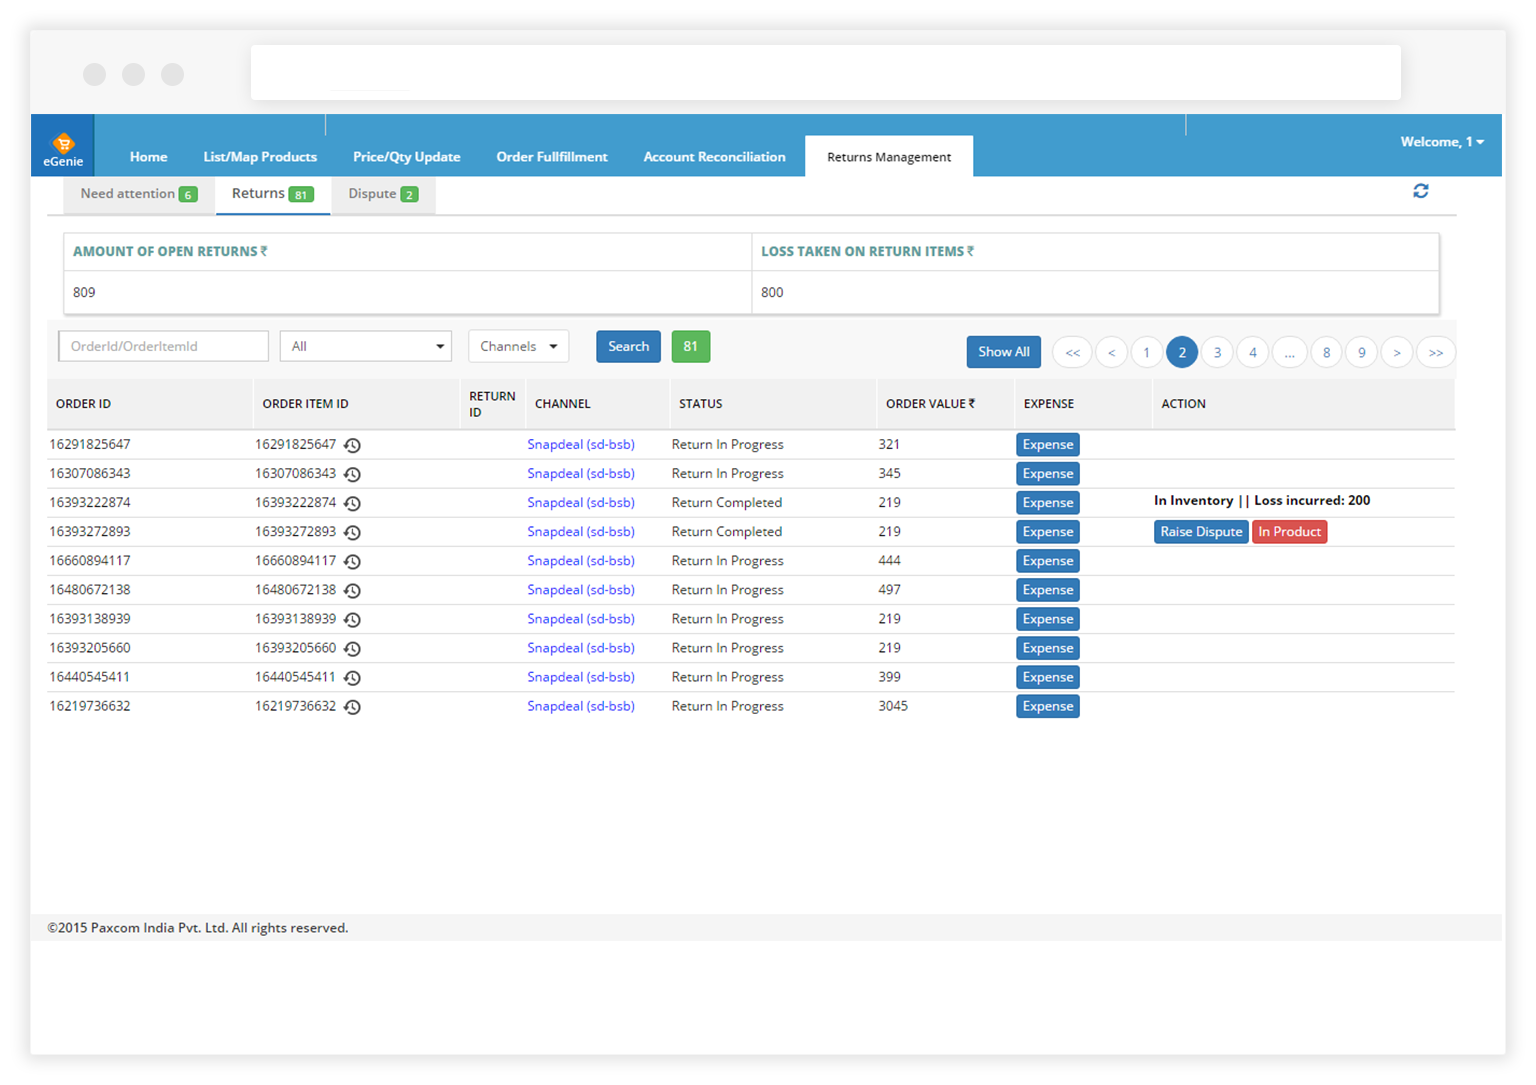 eGenie
Home List/Map Products Price/Qty Update Order Fullfillment Account Reconciliation Returns Management Welcome, 1
Need attention 6 Returns 81 Dispute 2
AMOUNT OF OPEN RETURNS ₹ LOSS TAKEN ON RETURN ITEMS ₹
809 800
OrderId/OrderItemId All Channels Search 81 Show All << < 1 2 3 4 ... 8 9 > >>
ORDER ID ORDER ITEM ID RETURN ID CHANNEL STATUS ORDER VALUE ₹ EXPENSE ACTION
16291825647 16291825647 Snapdeal (sd-bsb) Return In Progress 321 Expense
16307086343 16307086343 Snapdeal (sd-bsb) Return In Progress 345 Expense
16393222874 16393222874 Snapdeal (sd-bsb) Return Completed 219 Expense In Inventory || Loss incurred: 200
16393272893 16393272893 Snapdeal (sd-bsb) Return Completed 219 Expense Raise Dispute In Product
16660894117 16660894117 Snapdeal (sd-bsb) Return In Progress 444 Expense
16480672138 16480672138 Snapdeal (sd-bsb) Return In Progress 497 Expense
16393138939 16393138939 Snapdeal (sd-bsb) Return In Progress 219 Expense
16393205660 16393205660 Snapdeal (sd-bsb) Return In Progress 219 Expense
16440545411 16440545411 Snapdeal (sd-bsb) Return In Progress 399 Expense
16219736632 16219736632 Snapdeal (sd-bsb) Return In Progress 3045 Expense
©2015 Paxcom India Pvt. Ltd. All rights reserved.